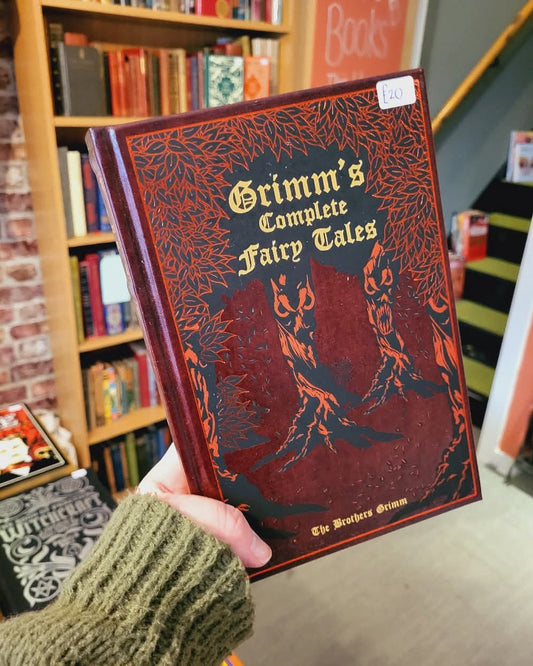 Books
£20
Grimm's
Complete
Fairy Tales
The Brothers Grimm
Witchcraft